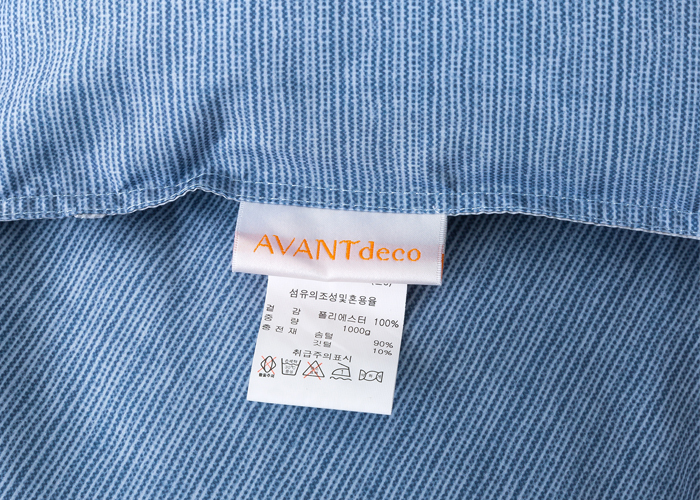 AVANTdeco
섬유의조성및혼용율
겉 감 폴리에스터 100%
중 량 1000g
충 전 재 솜털 90%
깃털 10%
취급주의표시